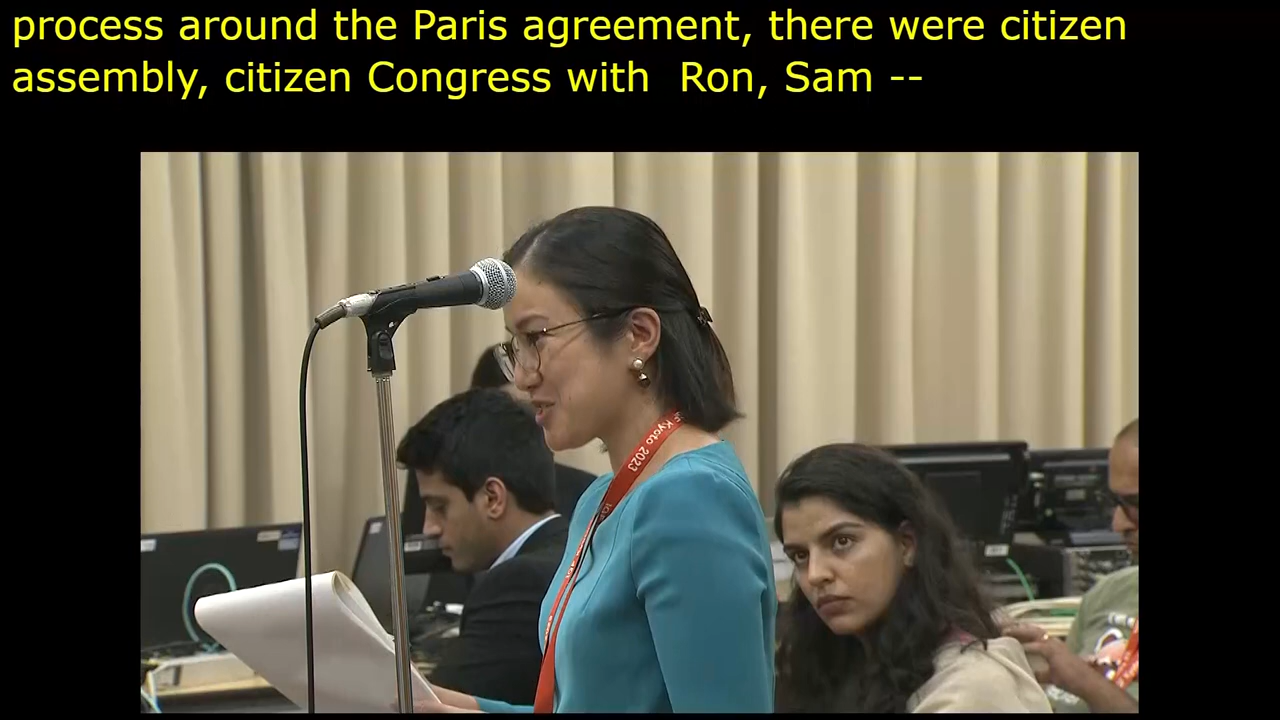 process around the Paris agreement, there were citizen
assembly, citizen Congress with  Ron, Sam --
Kyoto 2023